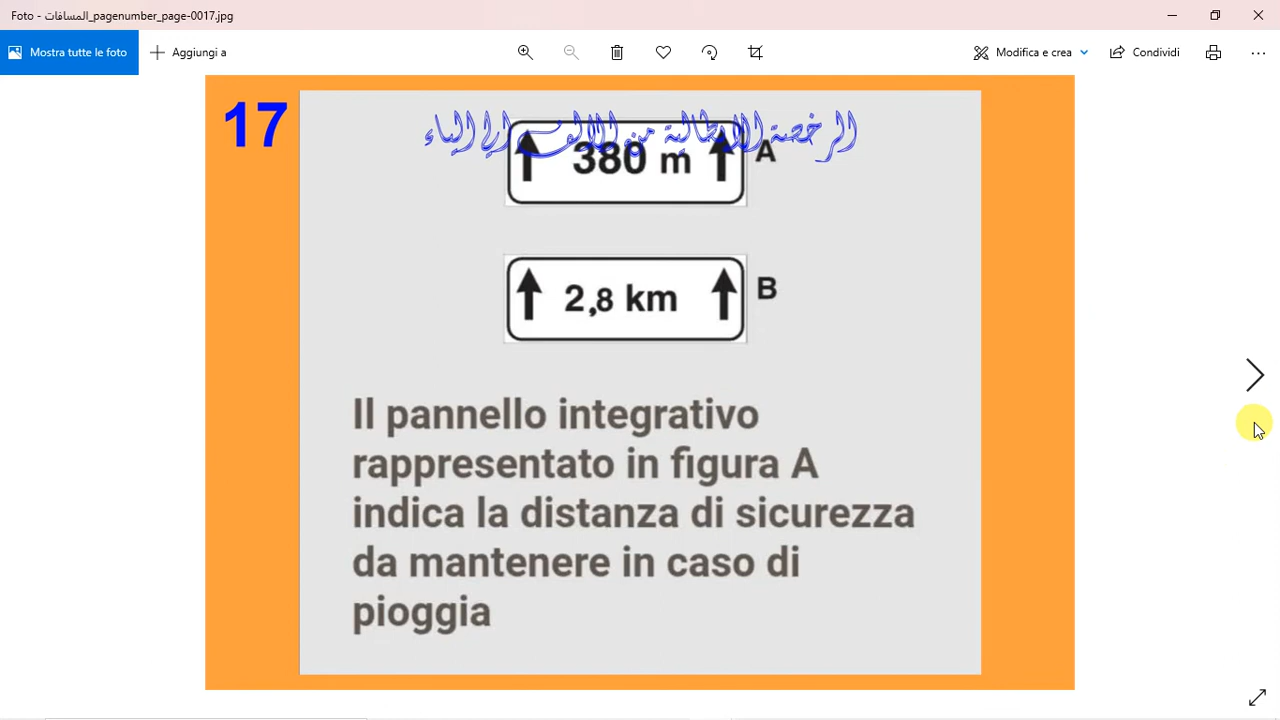 Foto - المسافات_pagenumber_page-0017.jpg
Mostra tutte le foto
Aggiungi a
Modifica e crea
Condividi
17
الرخصة الايطالية من الالف الى الياء
380 m
A
2,8 km
B
Il pannello integrativo
rappresentato in figura A
indica la distanza di sicurezza
da mantenere in caso di
pioggia